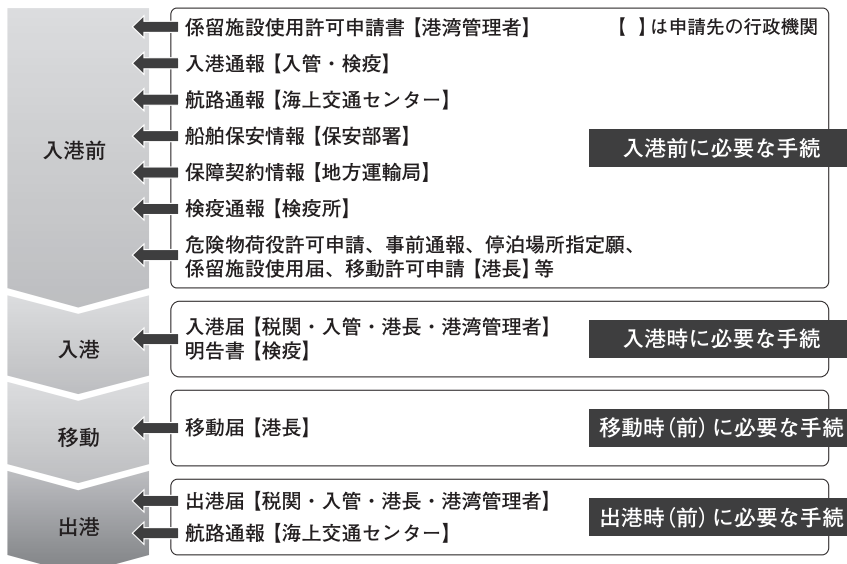 係留施設使用許可申請書【港湾管理者】
【 】は申請先の行政機関
入港通報【入管・検疫】
航路通報【海上交通センター】
船舶保安情報【保安部署】
入港前
入港前に必要な手続
保障契約情報【地方運輸局】
検疫通報【検疫所】
危険物荷役許可申請、事前通報、停泊場所指定願、
係留施設使用届、移動許可申請【港長】等
入港
入港届【税関・入管・港長・港湾管理者】
明告書【検疫】
入港時に必要な手続
移動
移動届【港長】
移動時(前)に必要な手続
出港
出港届【税関・入管・港長・港湾管理者】
航路通報【海上交通センター】
出港時(前)に必要な手続